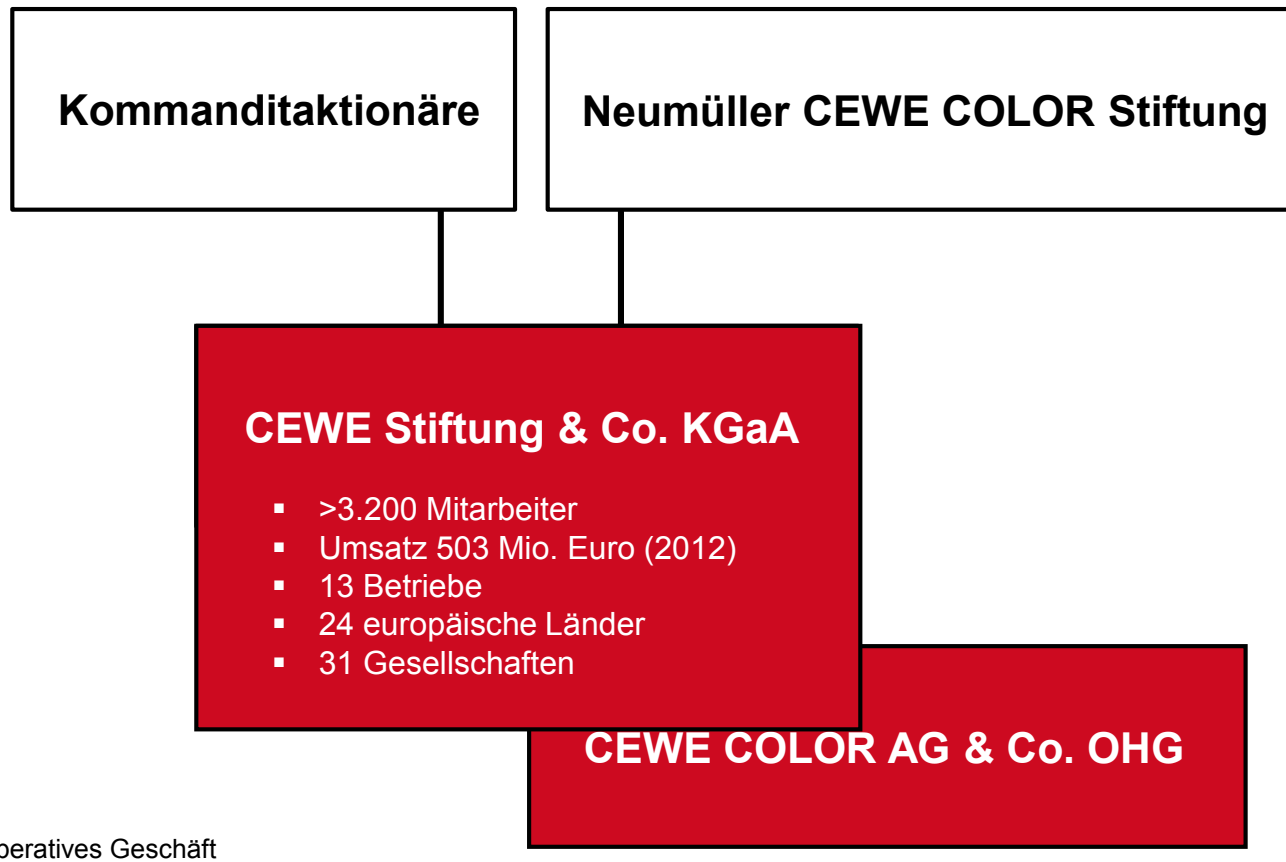 Kommanditaktionäre
Neumüller CEWE COLOR Stiftung
CEWE Stiftung & Co. KGaA
▪ >3.200 Mitarbeiter
▪ Umsatz 503 Mio. Euro (2012)
▪ 13 Betriebe
▪ 24 europäische Länder
▪ 31 Gesellschaften
CEWE COLOR AG & Co. OHG
Geschäft